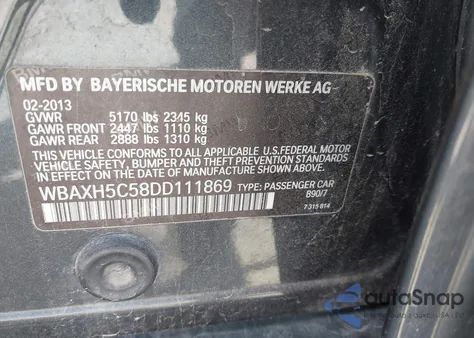 MFD BY BAYERISCHE MOTOREN WERKE AG
02-2013
GVWR 5170 lbs 2345 kg
GAWR FRONT 2447 lbs 1110 kg
GAWR REAR 2888 lbs 1310 kg
THIS VEHICLE CONFORMS TO ALL APPLICABLE U.S.FEDERAL MOTOR
VEHICLE SAFETY, BUMPER, AND THEFT PREVENTION STANDARDS IN
EFFECT ON THE DATE OF MANUFACTURE SHOWN ABOVE.
WBAXH5C58DD111869 TYPE: PASSENGER CAR
B90/7
7 315 614
autoSnap